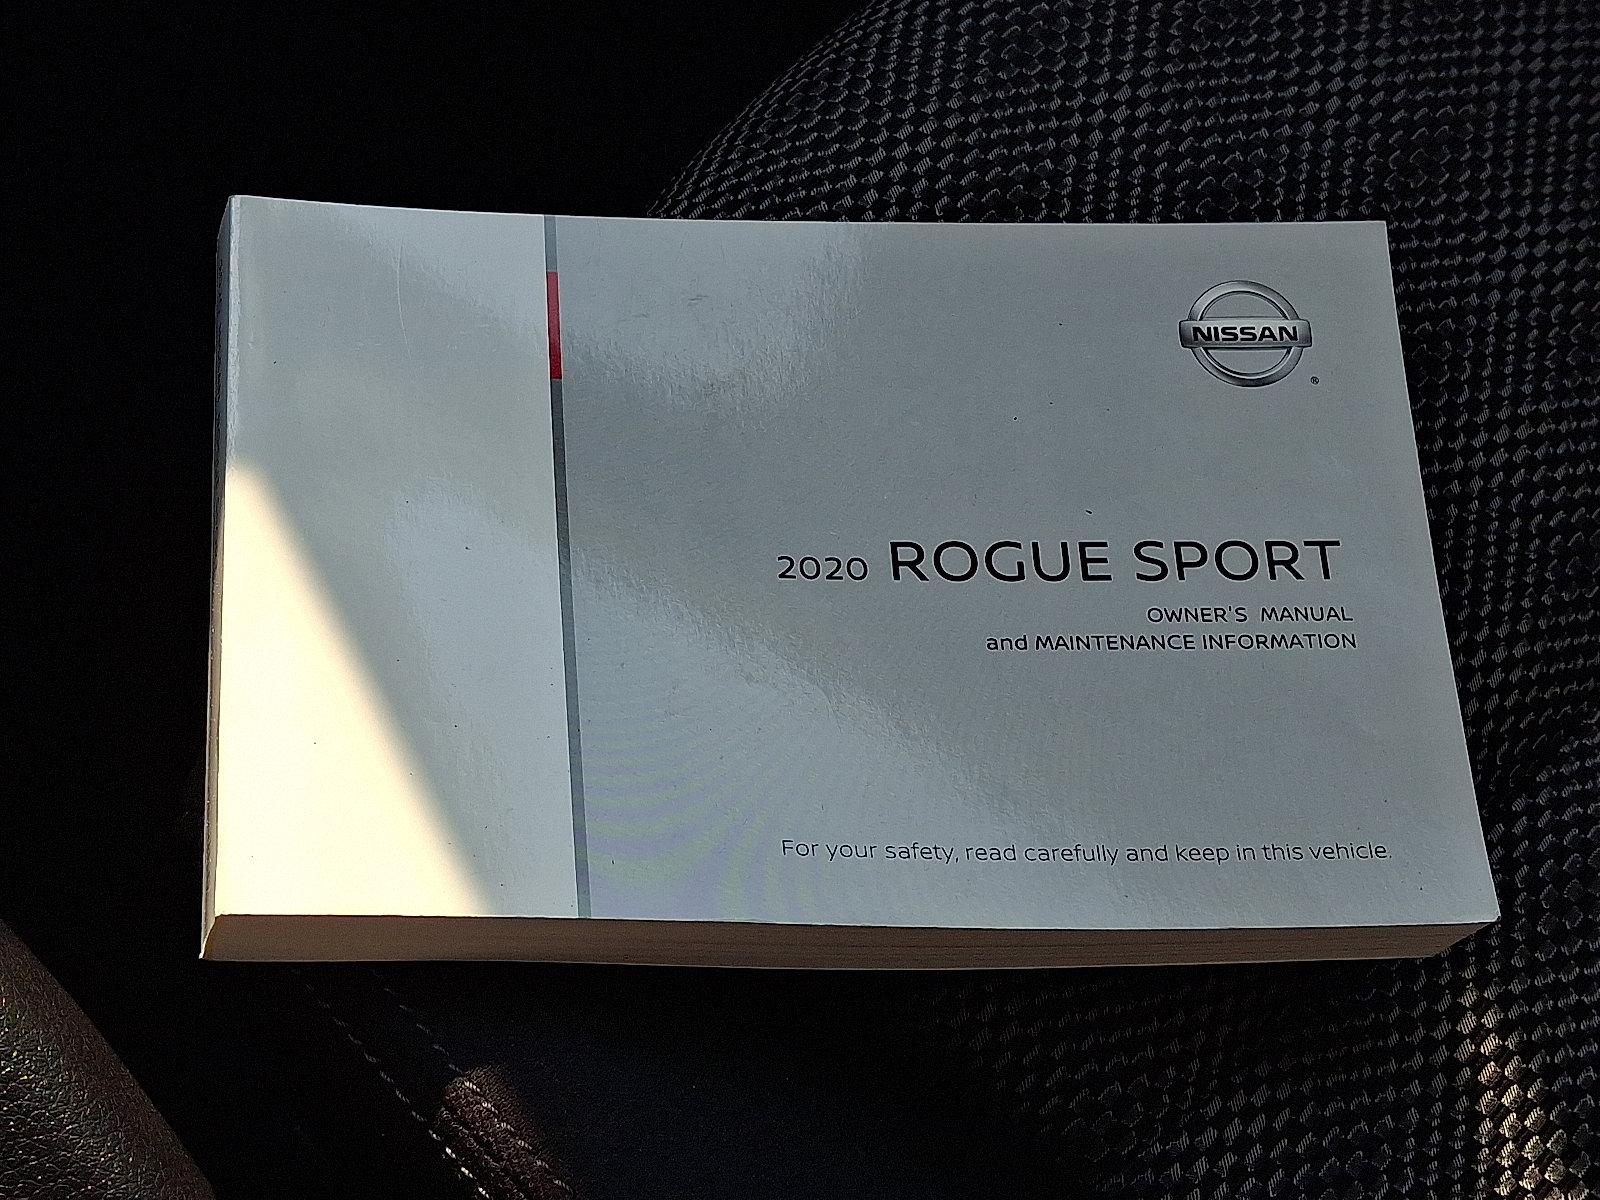 NISSAN
®
2020 ROGUE SPORT
OWNER'S MANUAL
and MAINTENANCE INFORMATION
For your safety, read carefully and keep in this vehicle.